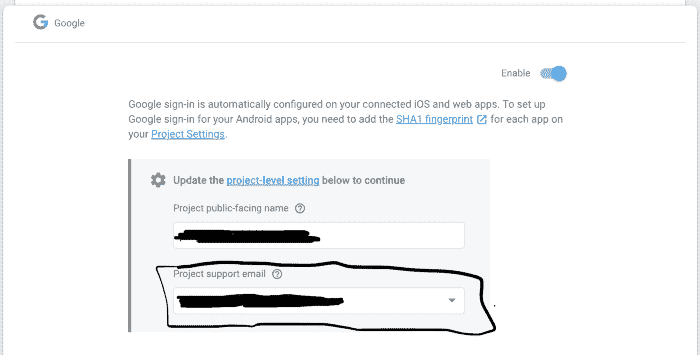 Google
Enable
Google sign-in is automatically configured on your connected iOS and web apps. To set up
Google sign-in for your Android apps, you need to add the SHA1 fingerprint for each app on
your Project Settings.
Update the project-level setting below to continue
Project public-facing name
Project support email